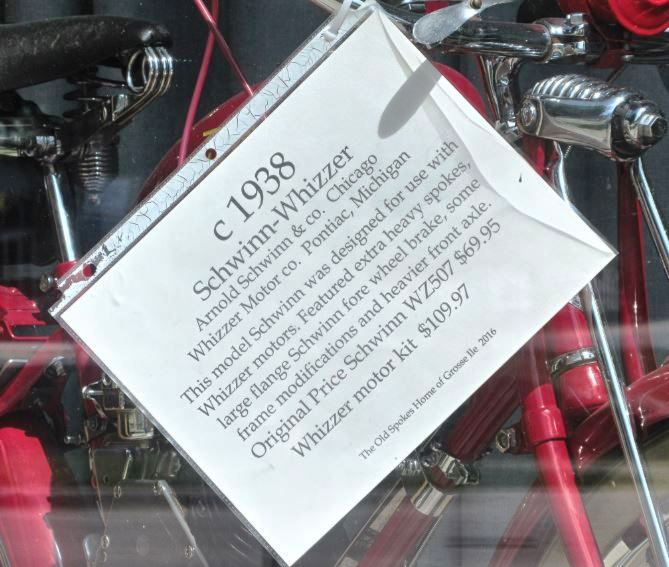 c 1938
Schwinn-Whizzer
Arnold Schwinn & co. Chicago
Whizzer Motor co. Pontiac, Michigan
This model Schwinn was designed for use with
Whizzer motors. Featured extra heavy spokes,
large flange Schwinn fore wheel brake, some
frame modifications and heavier front axle.
Original Price Schwinn WZ507 $69.95
Whizzer motor kit $109.97
The Old Spokes Home of Grosse Ile 2016